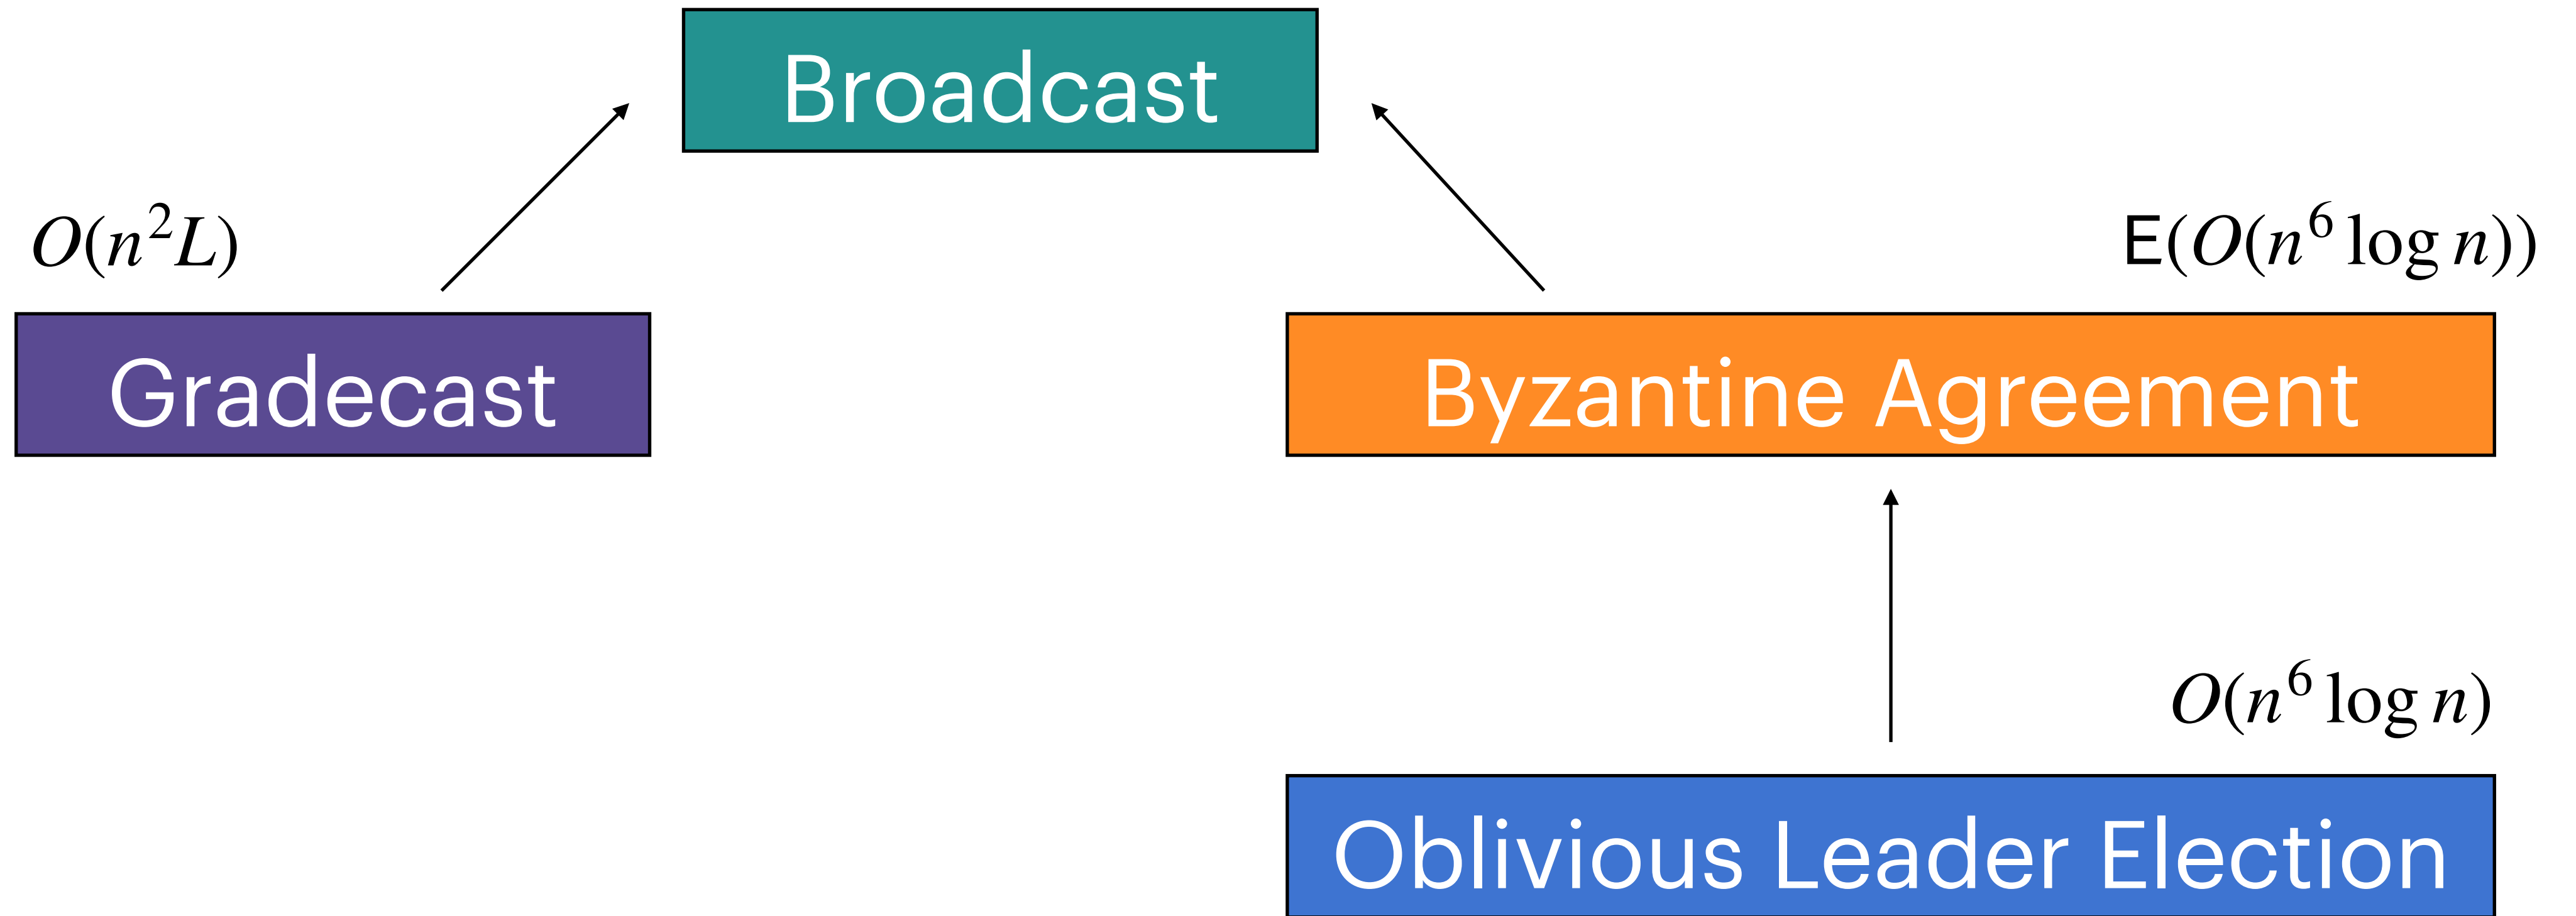 Broadcast
O(n²L)
E(O(n⁶ log n))
Gradecast
Byzantine Agreement
O(n⁶ log n)
Oblivious Leader Election